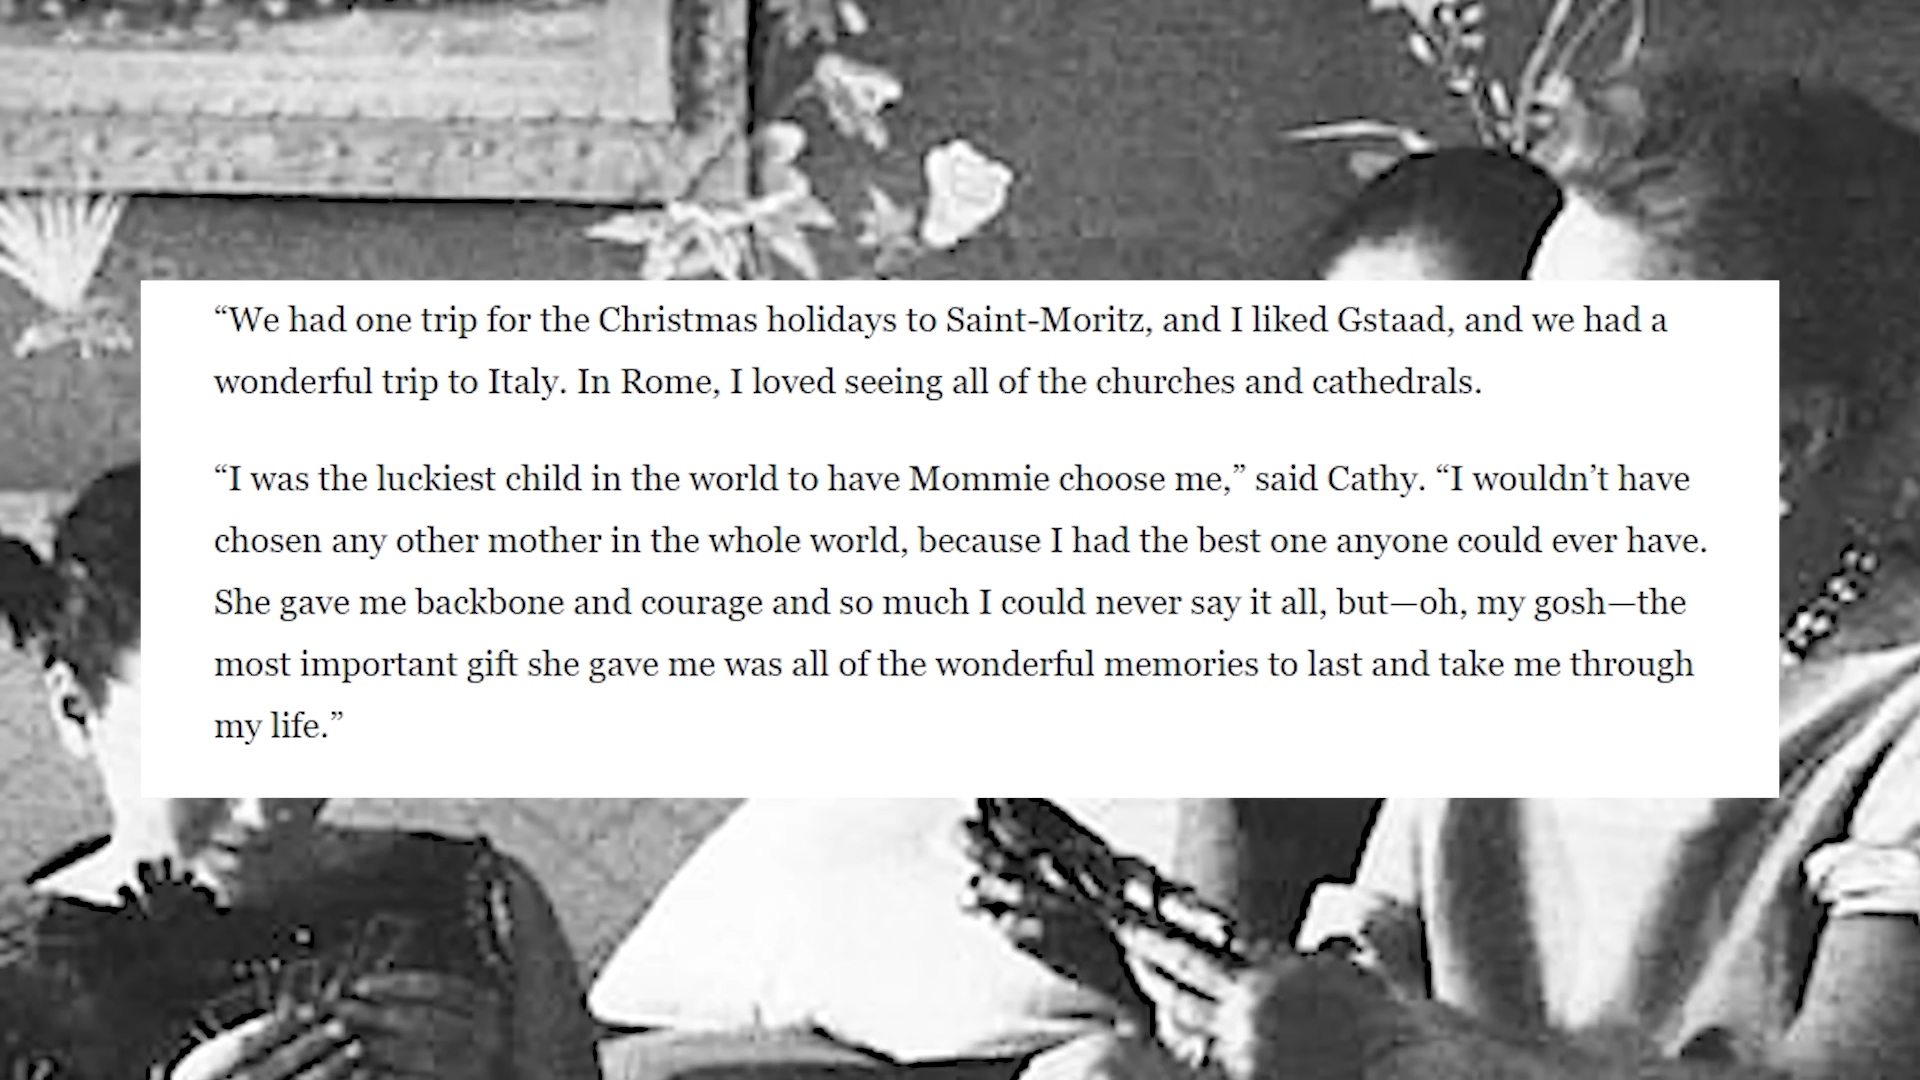 “We had one trip for the Christmas holidays to Saint-Moritz, and I liked Gstaad, and we had a
wonderful trip to Italy. In Rome, I loved seeing all of the churches and cathedrals.
“I was the luckiest child in the world to have Mommie choose me,” said Cathy. “I wouldn’t have
chosen any other mother in the whole world, because I had the best one anyone could ever have.
She gave me backbone and courage and so much I could never say it all, but—oh, my gosh—the
most important gift she gave me was all of the wonderful memories to last and take me through
my life.”